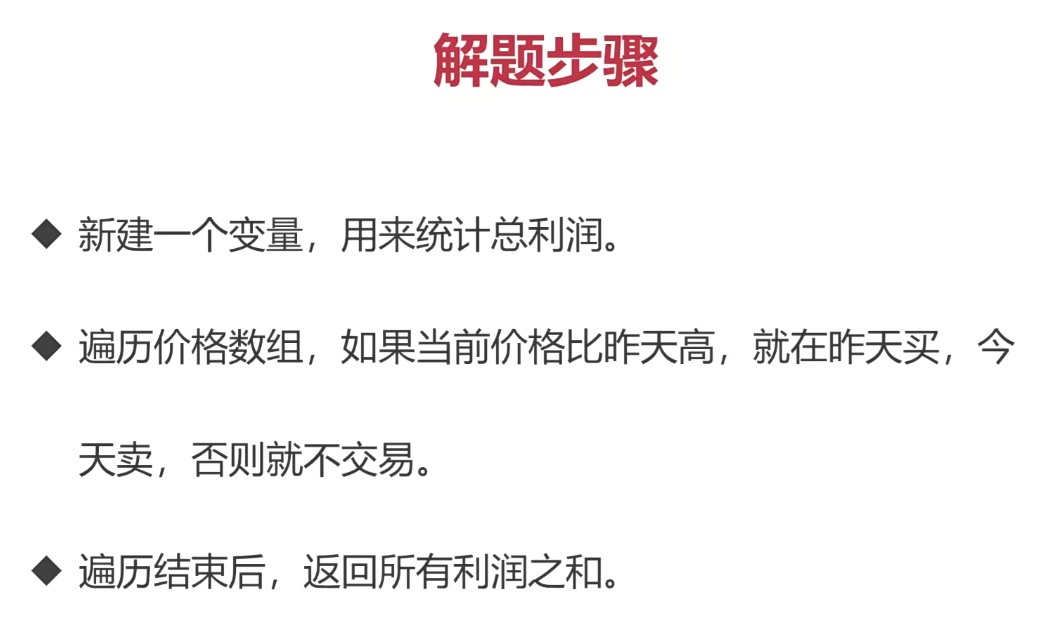 解题步骤
◆ 新建一个变量，用来统计总利润。
◆ 遍历价格数组，如果当前价格比昨天高，就在昨天买，今
天卖，否则就不交易。
◆ 遍历结束后，返回所有利润之和。